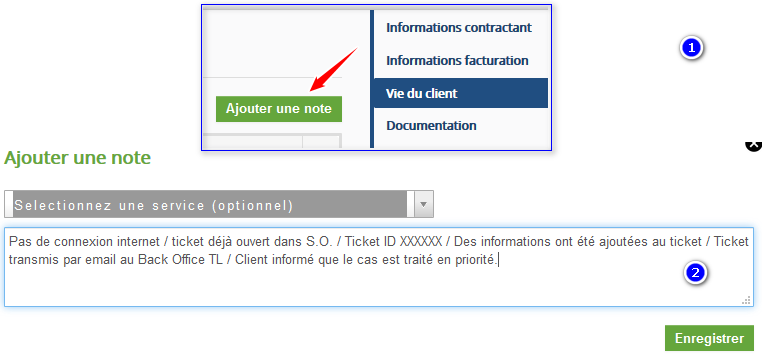 Informations contractant
1
Informations facturation
Vie du client
Ajouter une note
Documentation
Ajouter une note
Selectionnez une service (optionnel)
Pas de connexion internet / ticket déjà ouvert dans S.O. / Ticket ID XXXXXX / Des informations ont été ajoutées au ticket / Ticket
transmis par email au Back Office TL / Client informé que le cas est traité en priorité.
2
Enregistrer